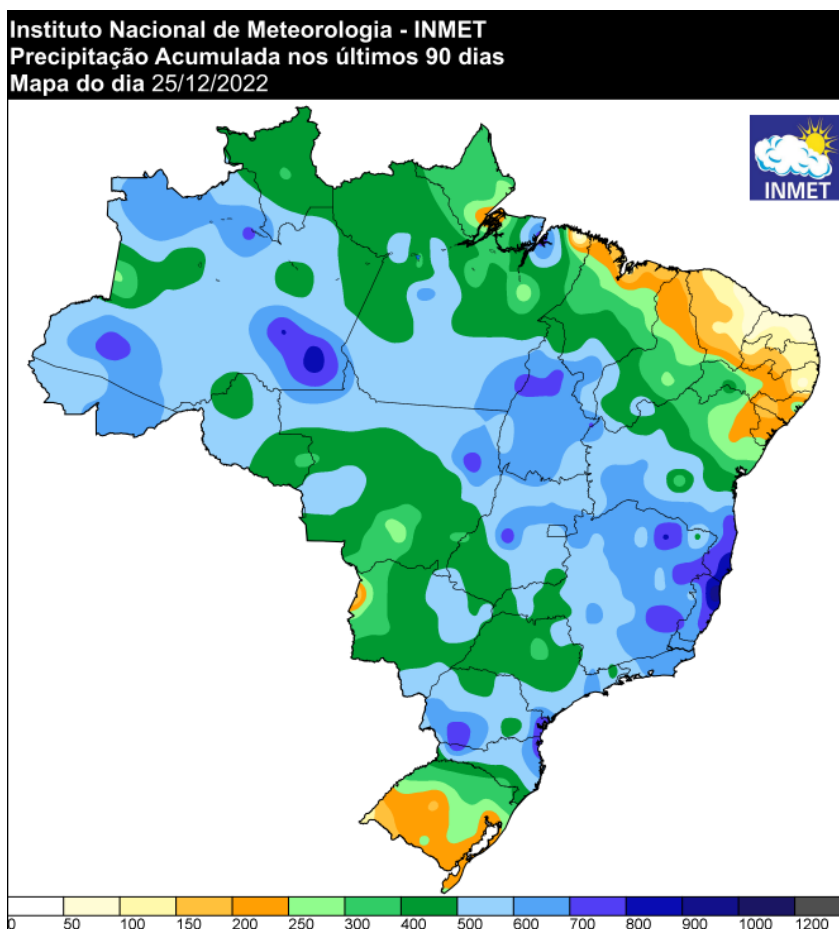 Instituto Nacional de Meteorologia - INMET
Precipitação Acumulada nos últimos 90 dias
Mapa do dia 25/12/2022
INMET
0 50 100 150 200 250 300 400 500 600 700 800 900 1000 1200